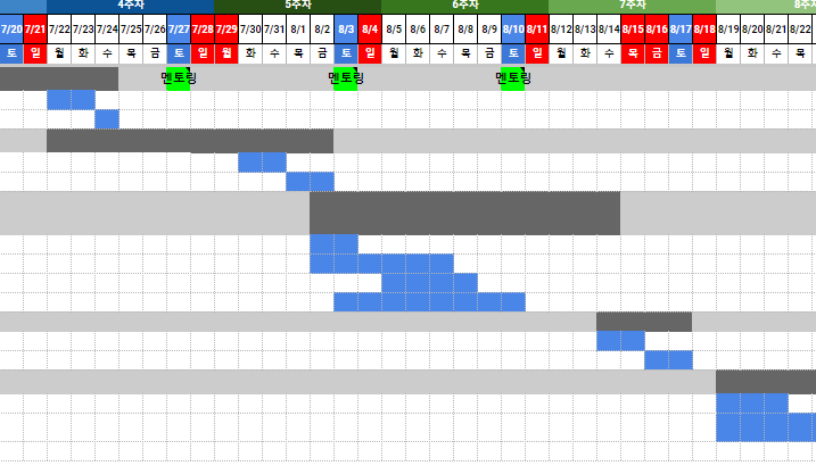 4주차 5주차 6주차 7주차 8주차
7/20 7/21 7/22 7/23 7/24 7/25 7/26 7/27 7/28 7/29 7/30 7/31 8/1 8/2 8/3 8/4 8/5 8/6 8/7 8/8 8/9 8/10 8/11 8/12 8/13 8/14 8/15 8/16 8/17 8/18 8/19 8/20 8/21 8/22
토 일 월 화 수 목 금 토 일 월 화 수 목 금 토 일 월 화 수 목 금 토 일 월 화 수 목 금 토 일 월 화 수 목
멘토링 멘토링 멘토링